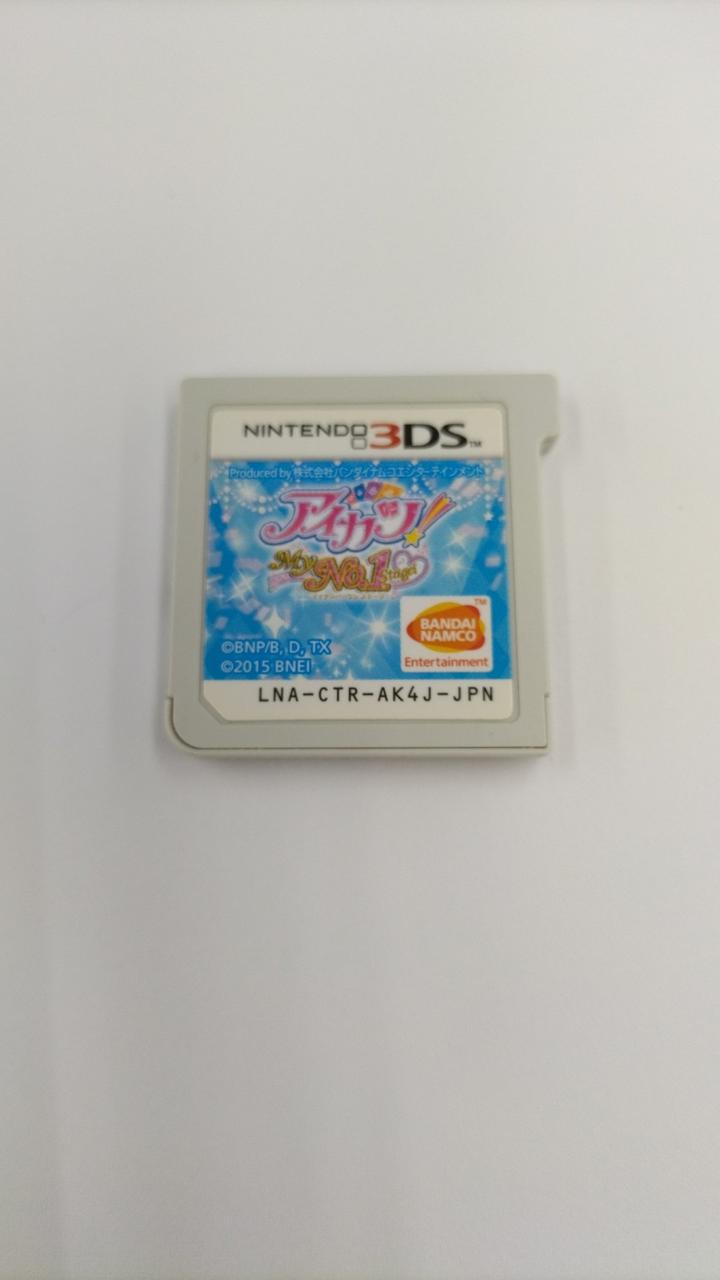 NINTENDO 3DS™
Produced by 株式会社バンダイナムコエンターテインメント
アイカツ!
My No.1 Stage!
©BNP/B, D, TX
©2015 BNEI
BANDAI
NAMCO
TM
Entertainment
LNA-CTR-AK4J-JPN